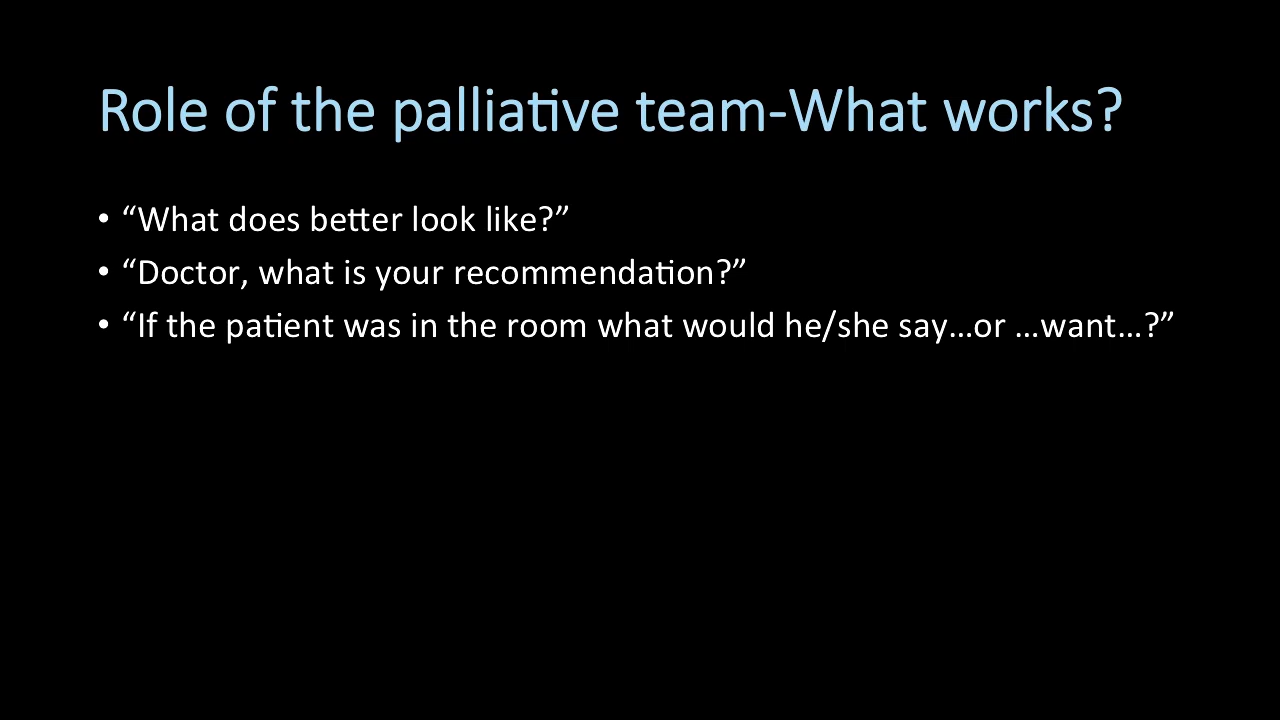 Role of the palliative team-What works?
• “What does better look like?”
• “Doctor, what is your recommendation?”
• “If the patient was in the room what would he/she say…or …want…?”